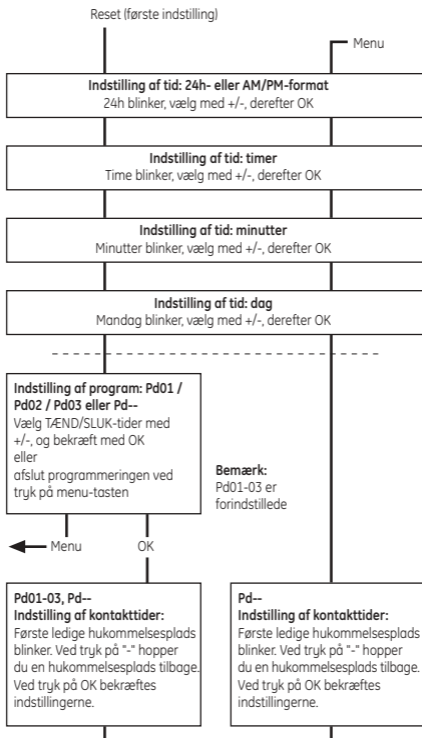 Reset (første indstilling)
Menu
Indstilling af tid: 24h- eller AM/PM-format
24h blinker, vælg med +/-, derefter OK
Indstilling af tid: timer
Time blinker, vælg med +/-, derefter OK
Indstilling af tid: minutter
Minutter blinker, vælg med +/-, derefter OK
Indstilling af tid: dag
Mandag blinker, vælg med +/-, derefter OK
Indstilling af program: Pd01 /
Pd02 / Pd03 eller Pd--
Vælg TÆND/SLUK-tider med
+/-, og bekræft med OK
eller
afslut programmeringen ved
tryk på menu-tasten
Bemærk:
Pd01-03 er
forindstillede
Menu
OK
Pd01-03, Pd--
Indstilling af kontakttider:
Første ledige hukommelsesplads
blinker. Ved tryk på "-" hopper
du en hukommelsesplads tilbage.
Ved tryk på OK bekræftes
indstillingerne.
Pd--
Indstilling af kontakttider:
Første ledige hukommelsesplads
blinker. Ved tryk på "-" hopper
du en hukommelsesplads tilbage.
Ved tryk på OK bekræftes
indstillingerne.